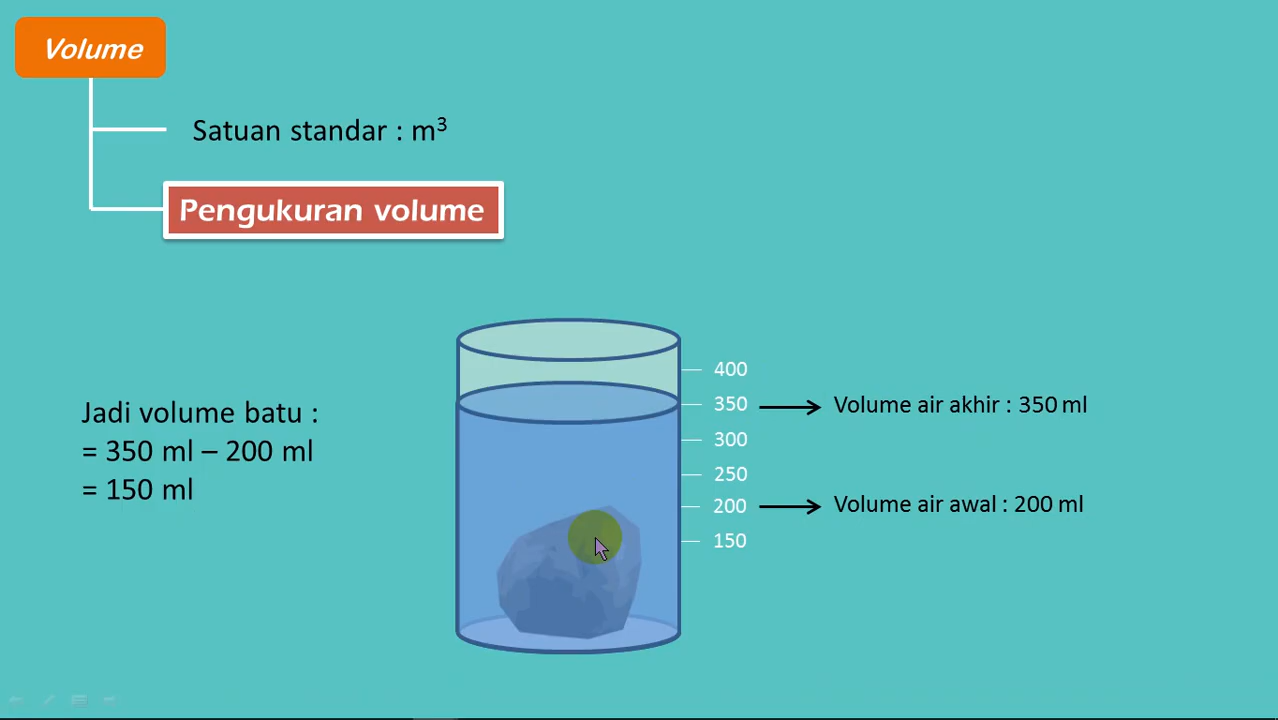 Volume
Satuan standar : m³
Pengukuran volume
Jadi volume batu :
= 350 ml – 200 ml
= 150 ml
400
350
Volume air akhir : 350 ml
300
250
200
Volume air awal : 200 ml
150